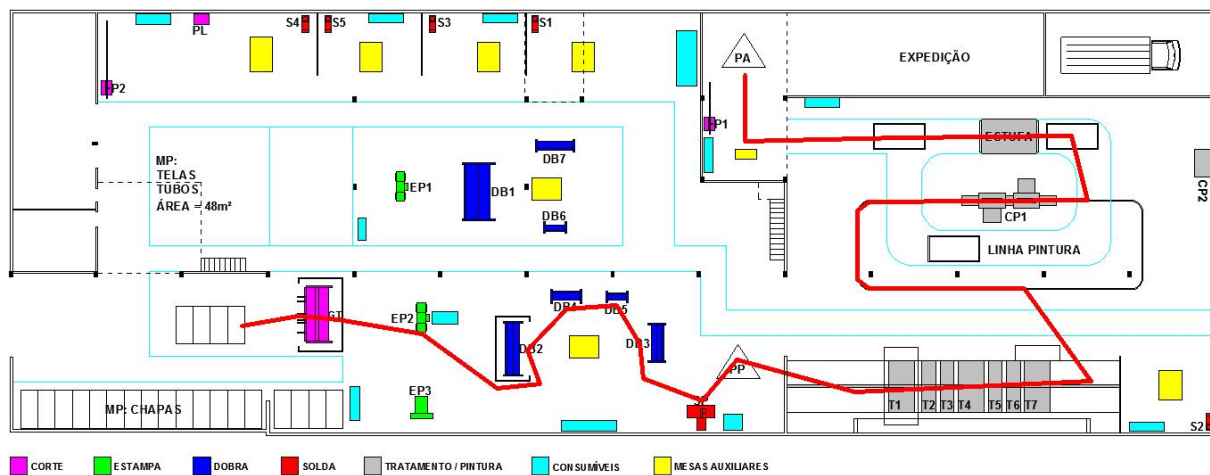 S4
S5
S3
S1
PL
PA
EXPEDIÇÃO
P2
P1
ESTUFA
MP:
TELAS
TUBOS
ÁREA = 48m²
DB7
EP1
DB1
DB6
CP2
CP1
LINHA PINTURA
GT
EP2
DB4
DB5
DB2
DB3
PP
EP3
MP: CHAPAS
T1
T2
T3
T4
T5
T6
T7
S2
CORTE
ESTAMPA
DOBRA
SOLDA
TRATAMENTO / PINTURA
CONSUMÍVEIS
MESAS AUXILIARES